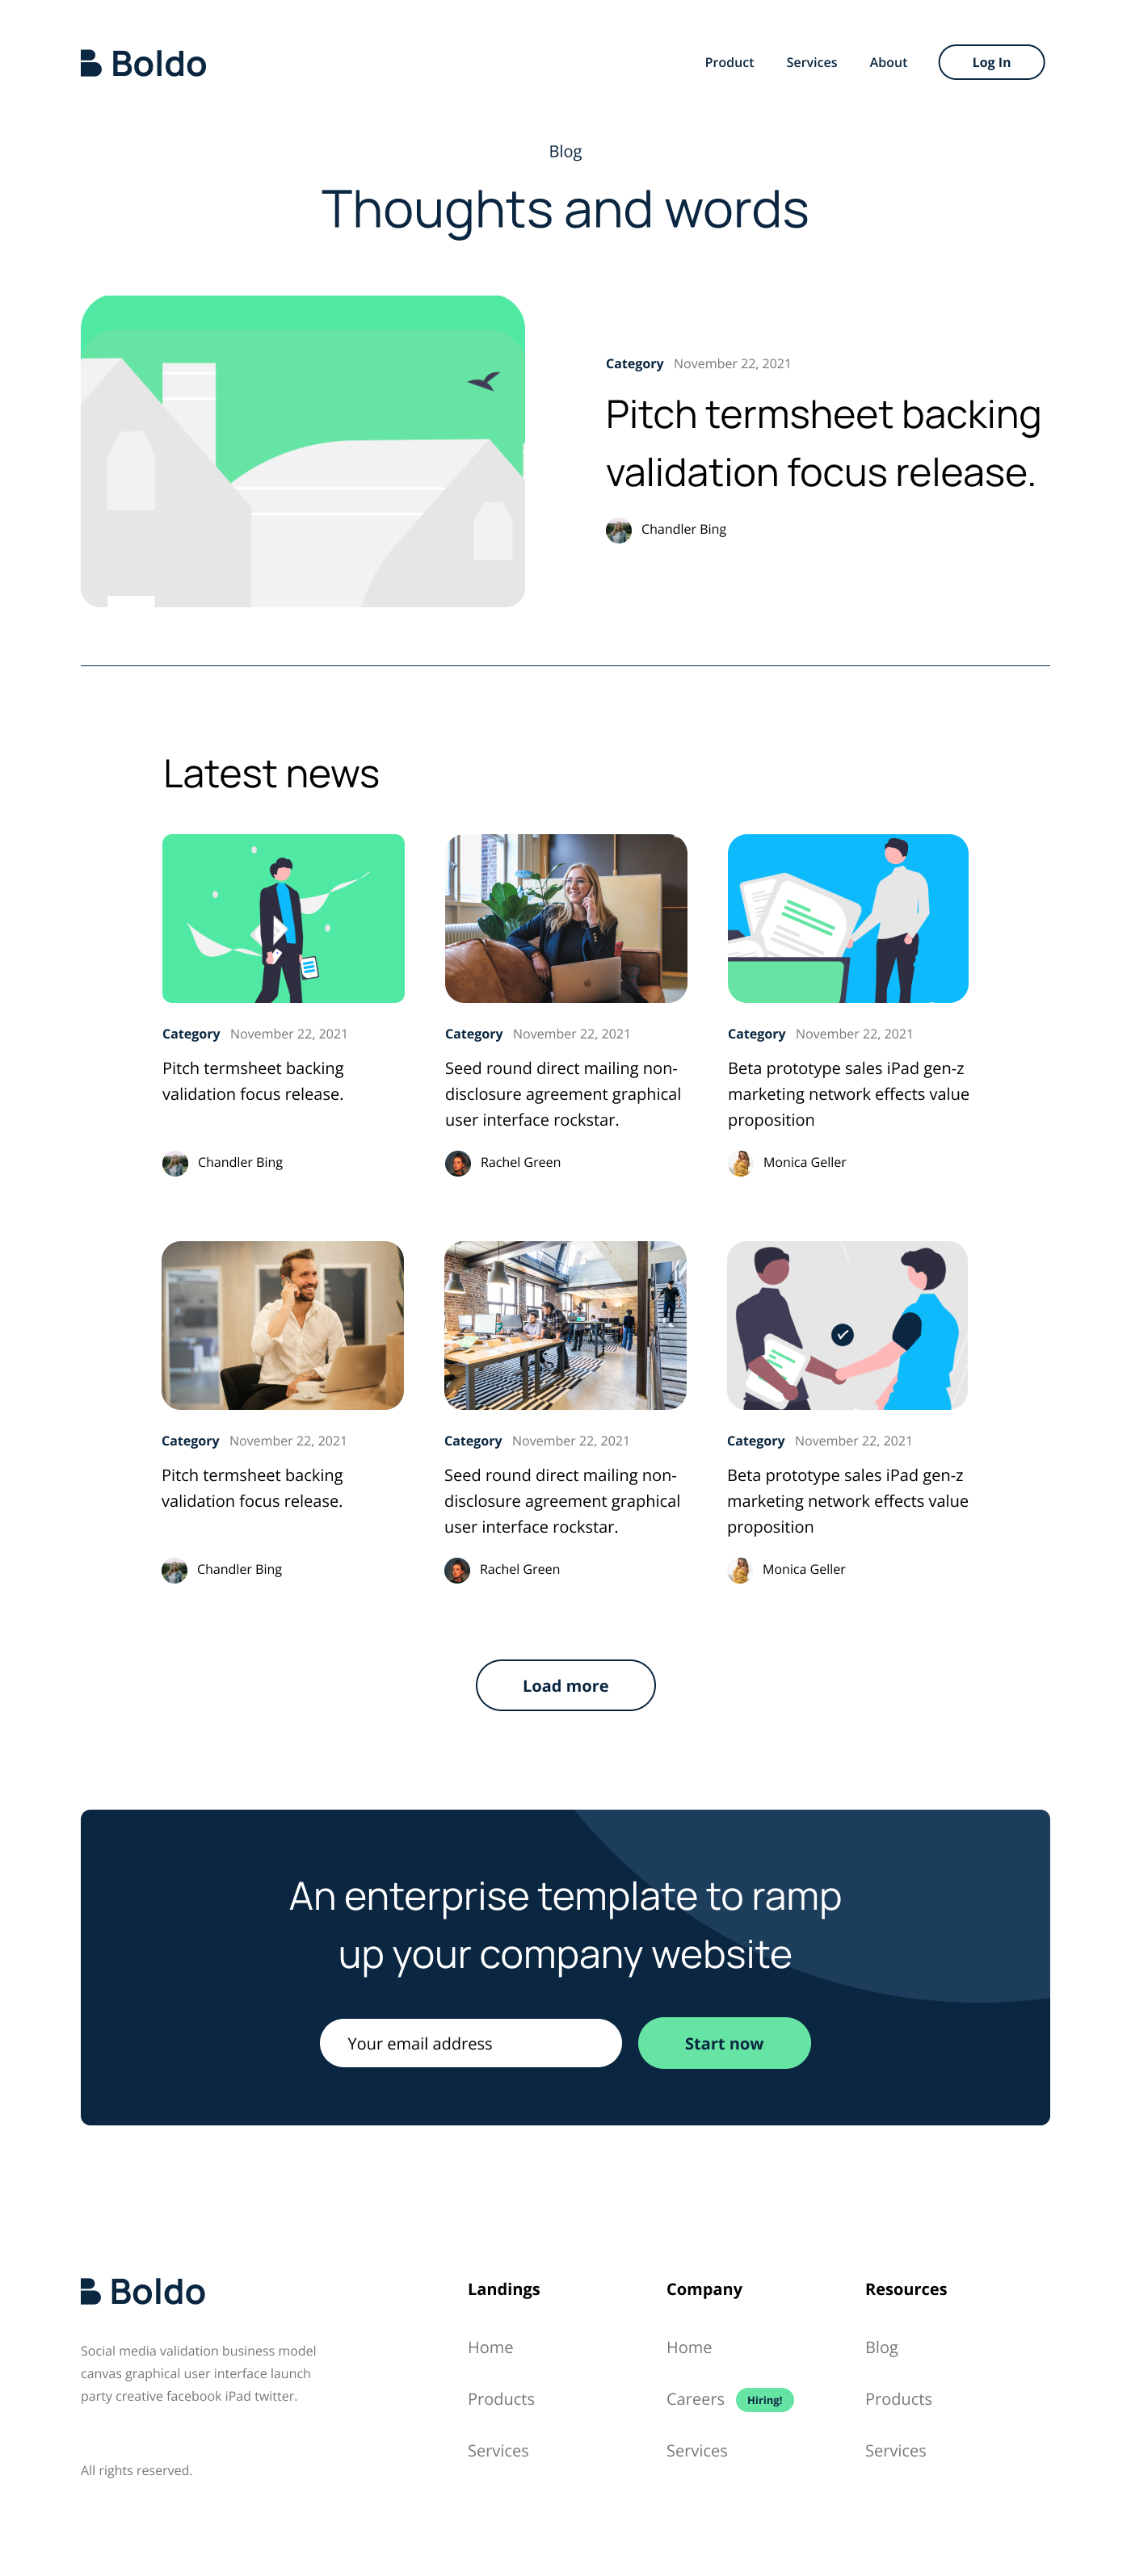 Boldo
Product
Services
About
Log In
Blog
Thoughts and words
Category November 22, 2021
Pitch termsheet backing
validation focus release.
Chandler Bing
Latest news
Category November 22, 2021
Pitch termsheet backing
validation focus release.
Chandler Bing
Category November 22, 2021
Seed round direct mailing non-
disclosure agreement graphical
user interface rockstar.
Rachel Green
Category November 22, 2021
Beta prototype sales iPad gen-z
marketing network effects value
proposition
Monica Geller
Category November 22, 2021
Pitch termsheet backing
validation focus release.
Chandler Bing
Category November 22, 2021
Seed round direct mailing non-
disclosure agreement graphical
user interface rockstar.
Rachel Green
Category November 22, 2021
Beta prototype sales iPad gen-z
marketing network effects value
proposition
Monica Geller
Load more
An enterprise template to ramp
up your company website
Your email address
Start now
Boldo
Social media validation business model
canvas graphical user interface launch
party creative facebook iPad twitter.
All rights reserved.
Landings
Home
Products
Services
Company
Home
Careers Hiring!
Services
Resources
Blog
Products
Services